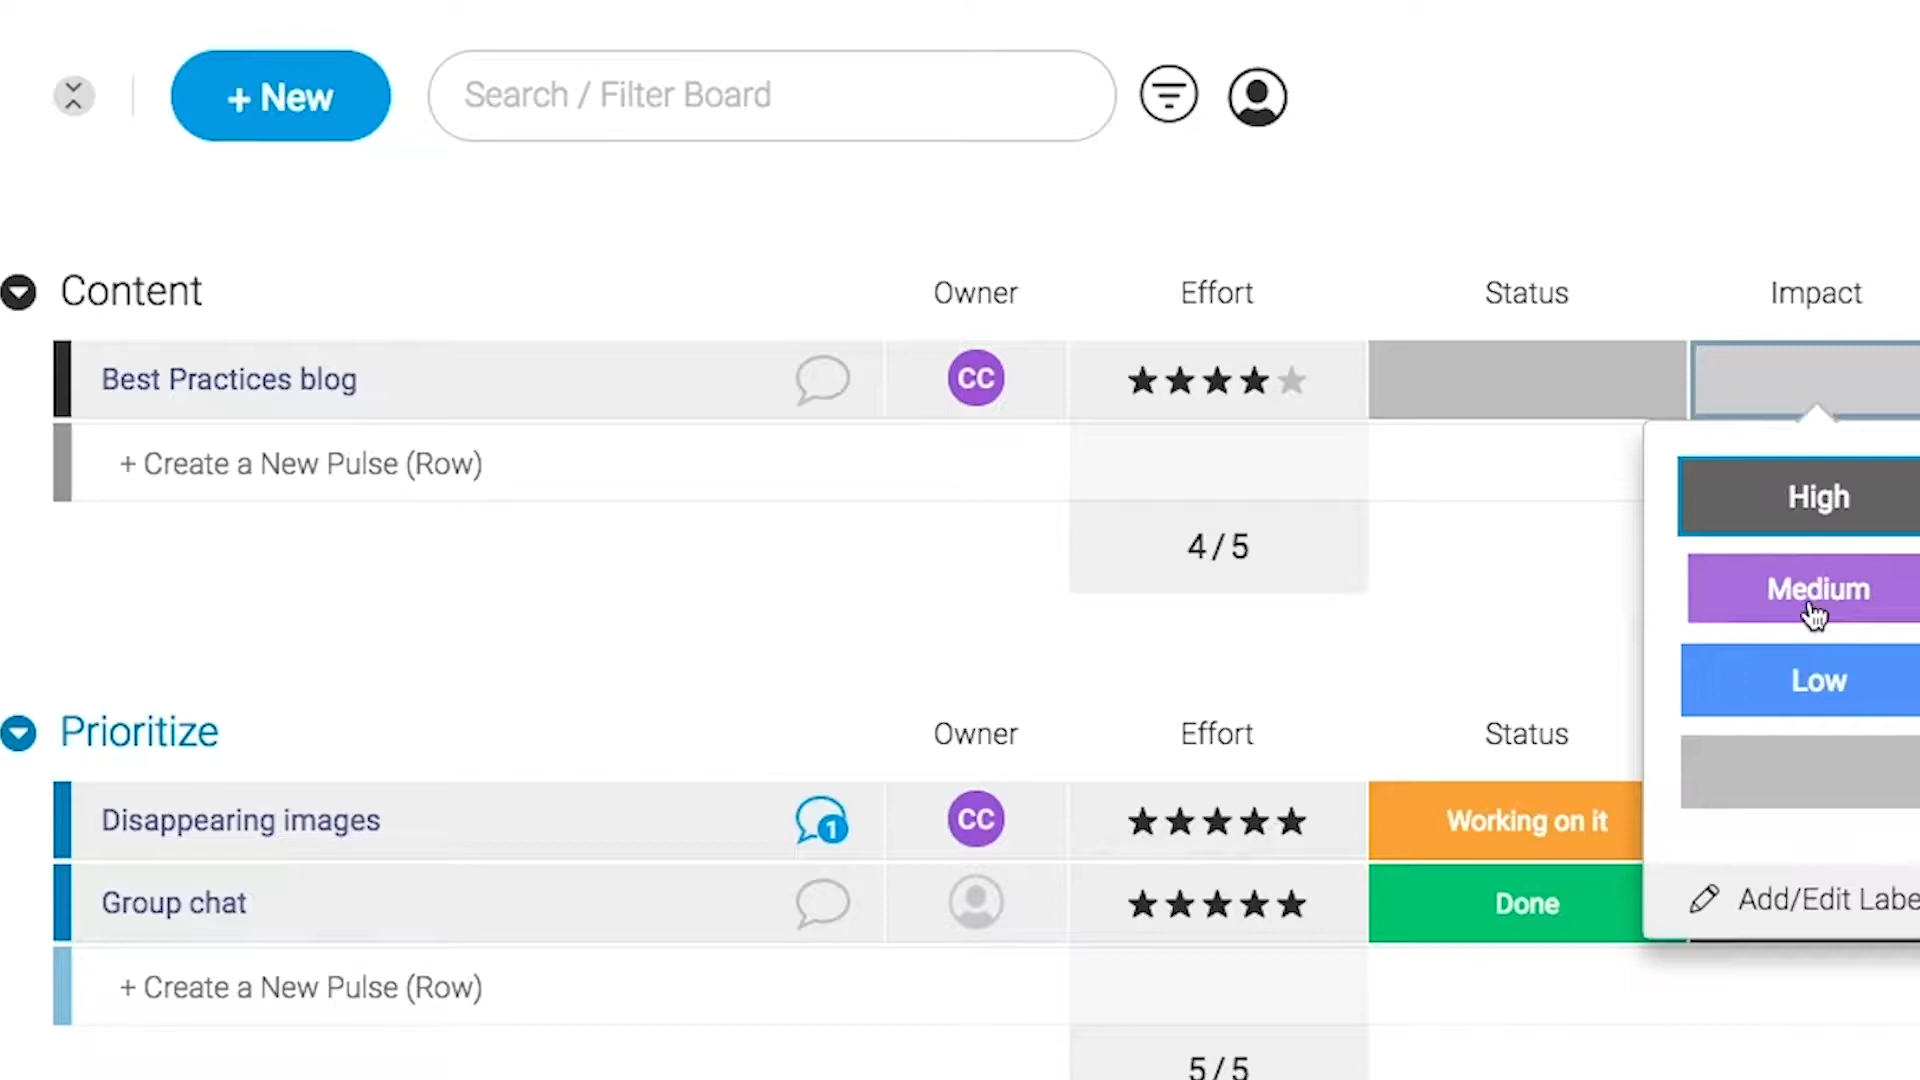 + New
Search / Filter Board
Content Owner Effort Status Impact
Best Practices blog CC
+ Create a New Pulse (Row)
High
4 / 5
Medium
Low
Prioritize Owner Effort Status
Disappearing images 1 CC Working on it
Group chat Done
Add/Edit Labe
+ Create a New Pulse (Row)
5 / 5